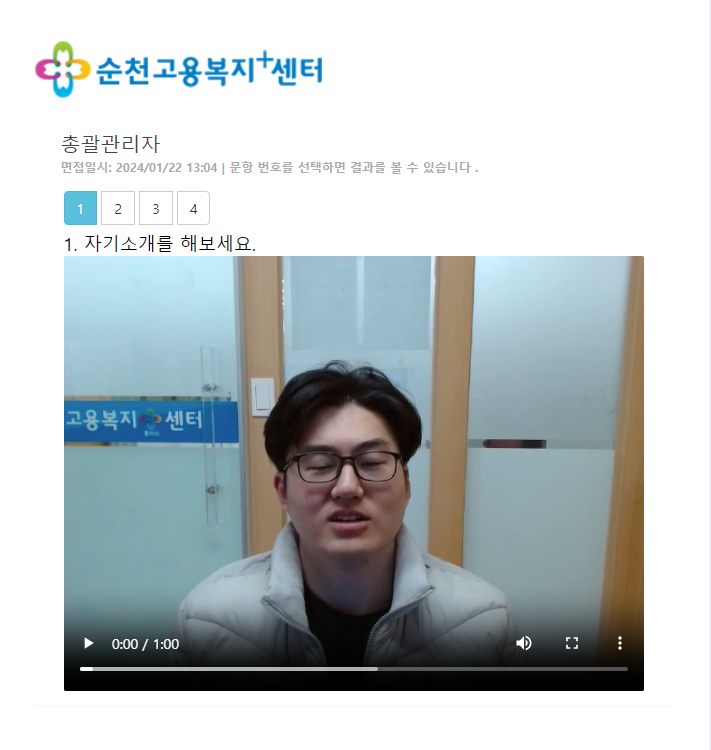 순천고용복지+센터
총괄관리자
면접일시: 2024/01/22 13:04 | 문항 번호를 선택하면 결과를 볼 수 있습니다 .
1 2 3 4
1. 자기소개를 해보세요.
고용복지 센터
플러스
0:00 / 1:00